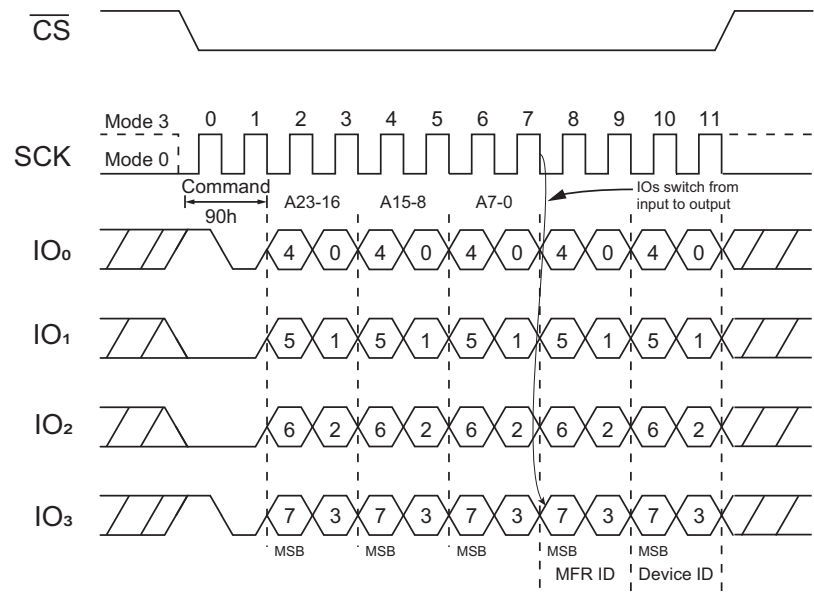 CS
Mode 3 0 1 2 3 4 5 6 7 8 9 10 11
SCK
Mode 0
Command
90h
A23-16 A15-8 A7-0
IOs switch from
input to output
IO₀ 4 0 4 0 4 0 4 0 4 0
IO₁ 5 1 5 1 5 1 5 1 5 1
IO₂ 6 2 6 2 6 2 6 2 6 2
IO₃ 7 3 7 3 7 3 7 3 7 3
MSB MSB MSB MSB MSB
MFR ID Device ID